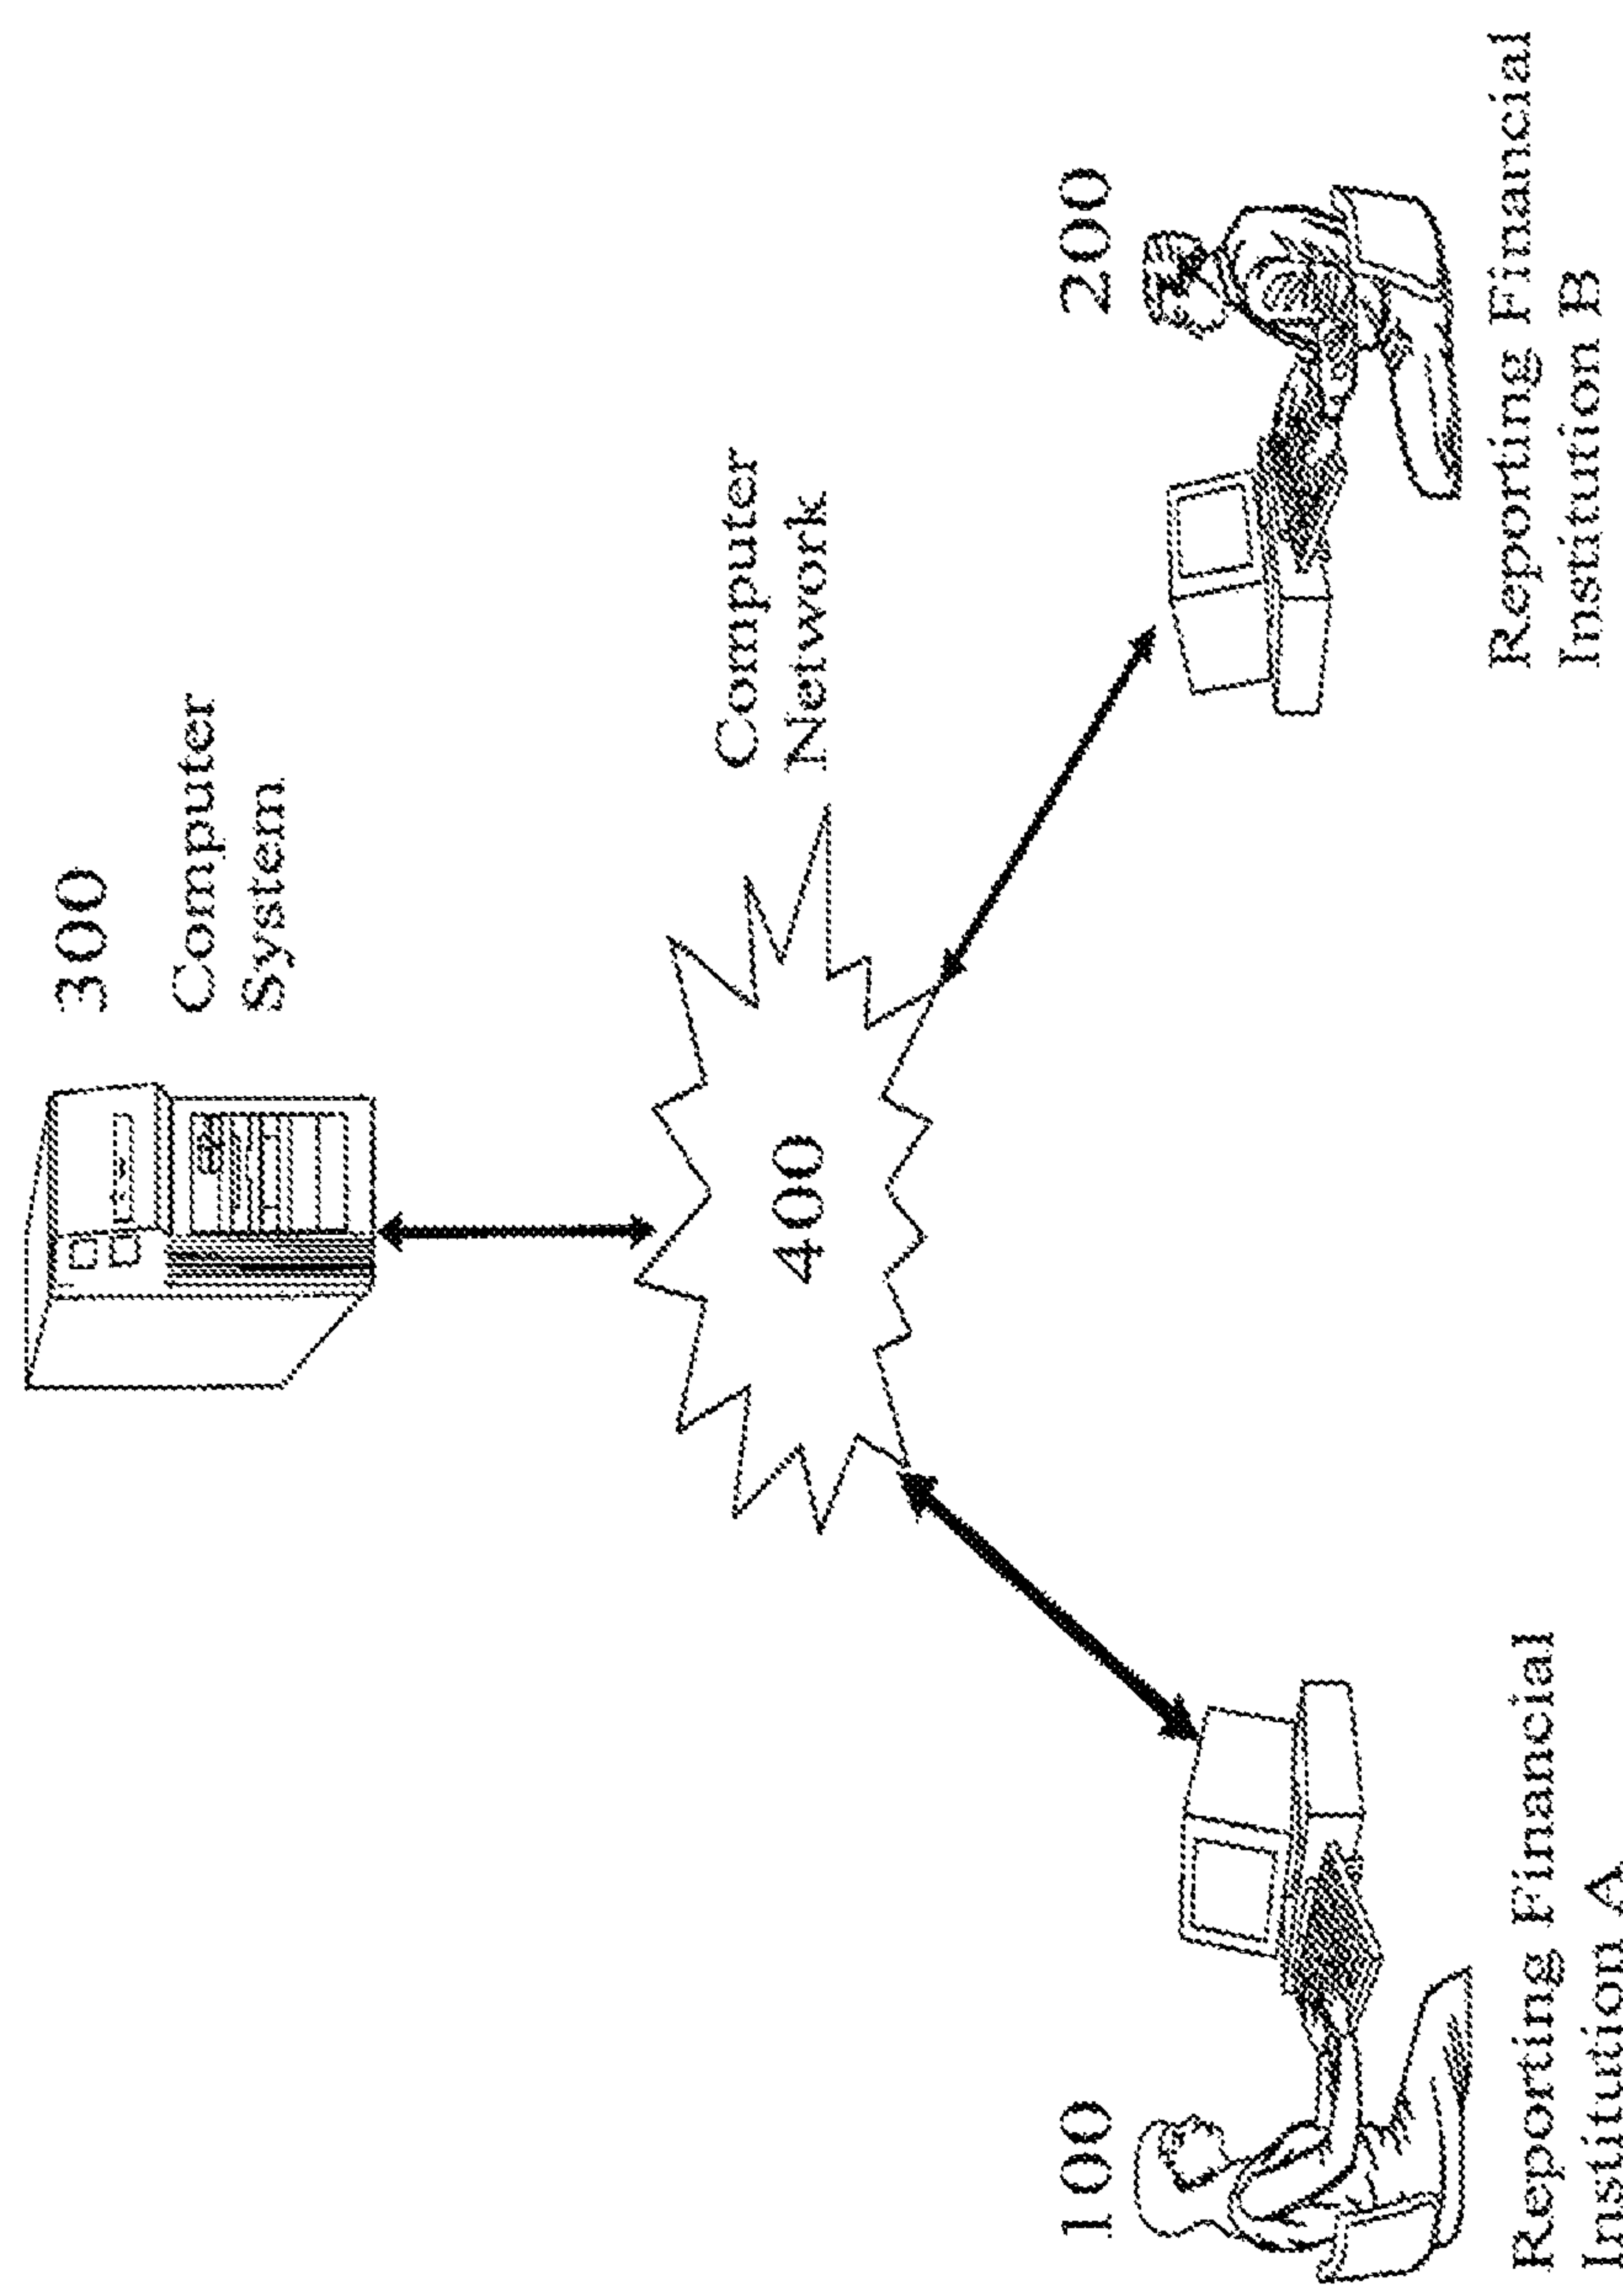 300
Computer
System
Computer
Network
400
100
Reporting Financial
Institution A
200
Reporting Financial
Institution B